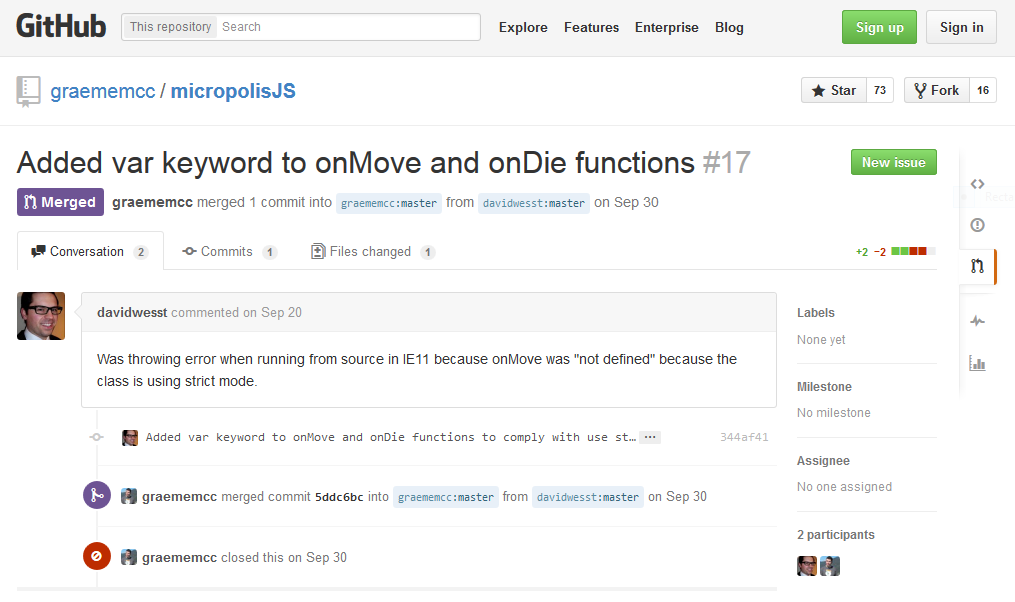 GitHub This repository Search Explore Features Enterprise Blog Sign up Sign in
graememcc / micropolisJS Star 73 Fork 16
Added var keyword to onMove and onDie functions #17 New issue
Merged graememcc merged 1 commit into graememcc:master from davidwesst:master on Sep 30
Conversation 2 Commits 1 Files changed 1 +2 −2
davidwesst commented on Sep 20
Was throwing error when running from source in IE11 because onMove was "not defined" because the
class is using strict mode.
Added var keyword to onMove and onDie functions to comply with use st… ... 344af41
graememcc merged commit 5ddc6bc into graememcc:master from davidwesst:master on Sep 30
graememcc closed this on Sep 30
Labels
None yet
Milestone
No milestone
Assignee
No one assigned
2 participants